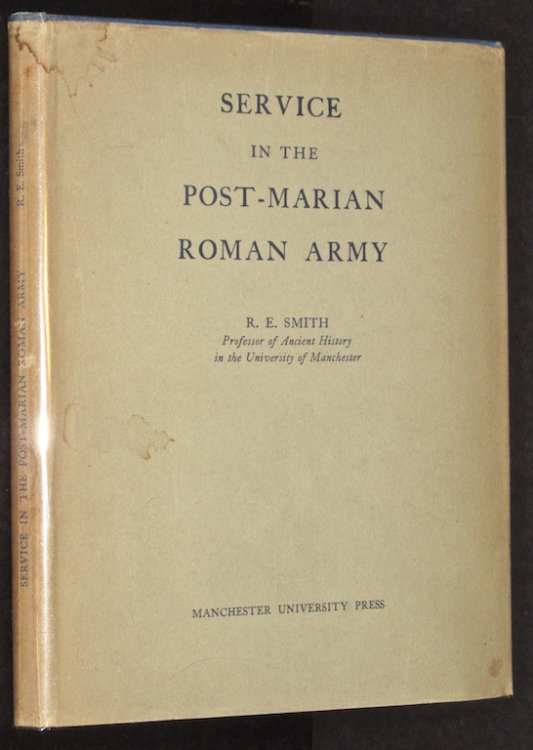 SERVICE
IN THE
POST-MARIAN
ROMAN ARMY
R. E. SMITH
Professor of Ancient History
in the University of Manchester
MANCHESTER UNIVERSITY PRESS
SERVICE IN THE POST-MARIAN ROMAN ARMY R. E. Smith